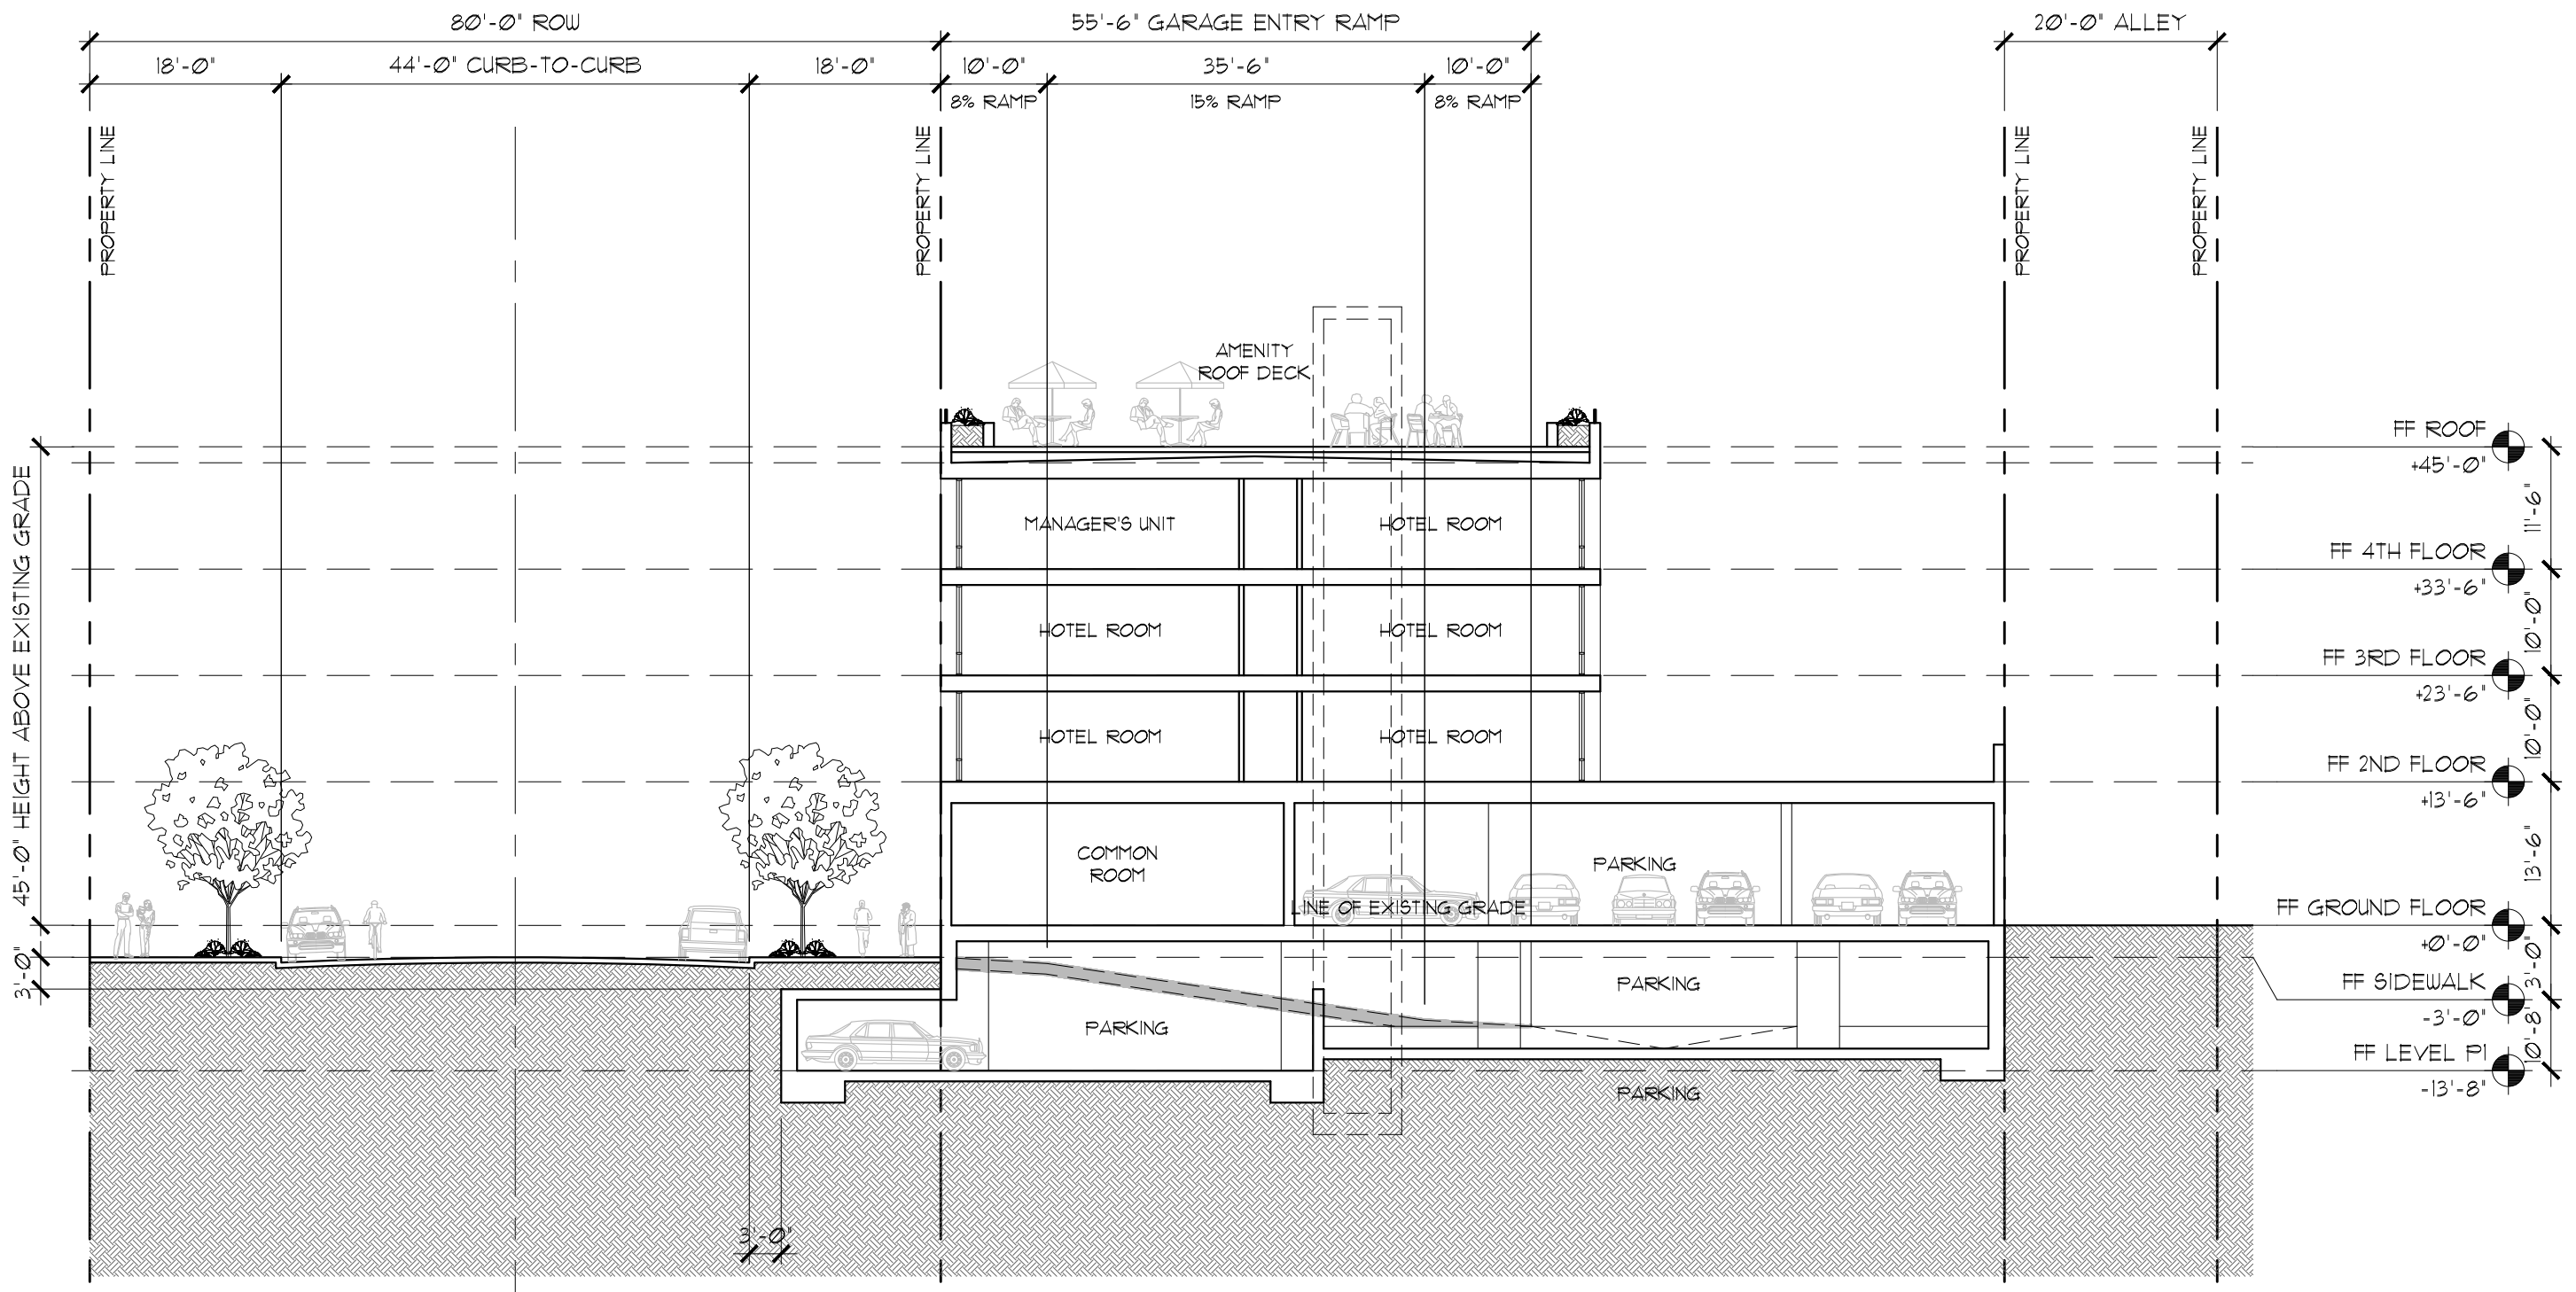 80'-0" ROW
55'-6" GARAGE ENTRY RAMP
20'-0" ALLEY
18'-0"
44'-0" CURB-TO-CURB
18'-0"
10'-0"
35'-6"
10'-0"
8% RAMP
15% RAMP
8% RAMP
PROPERTY LINE
PROPERTY LINE
PROPERTY LINE
PROPERTY LINE
AMENITY
ROOF DECK
FF ROOF
+45'-0"
11'-6"
MANAGER'S UNIT
HOTEL ROOM
FF 4TH FLOOR
+33'-6"
10'-0"
HOTEL ROOM
HOTEL ROOM
FF 3RD FLOOR
+23'-6"
10'-0"
HOTEL ROOM
HOTEL ROOM
FF 2ND FLOOR
+13'-6"
13'-6"
45'-0" HEIGHT ABOVE EXISTING GRADE
COMMON
ROOM
PARKING
LINE OF EXISTING GRADE
FF GROUND FLOOR
+0'-0"
3'-0"
3'-0"
PARKING
FF SIDEWALK
-3'-0"
10'-8"
PARKING
FF LEVEL P1
-13'-8"
PARKING
3'-0"